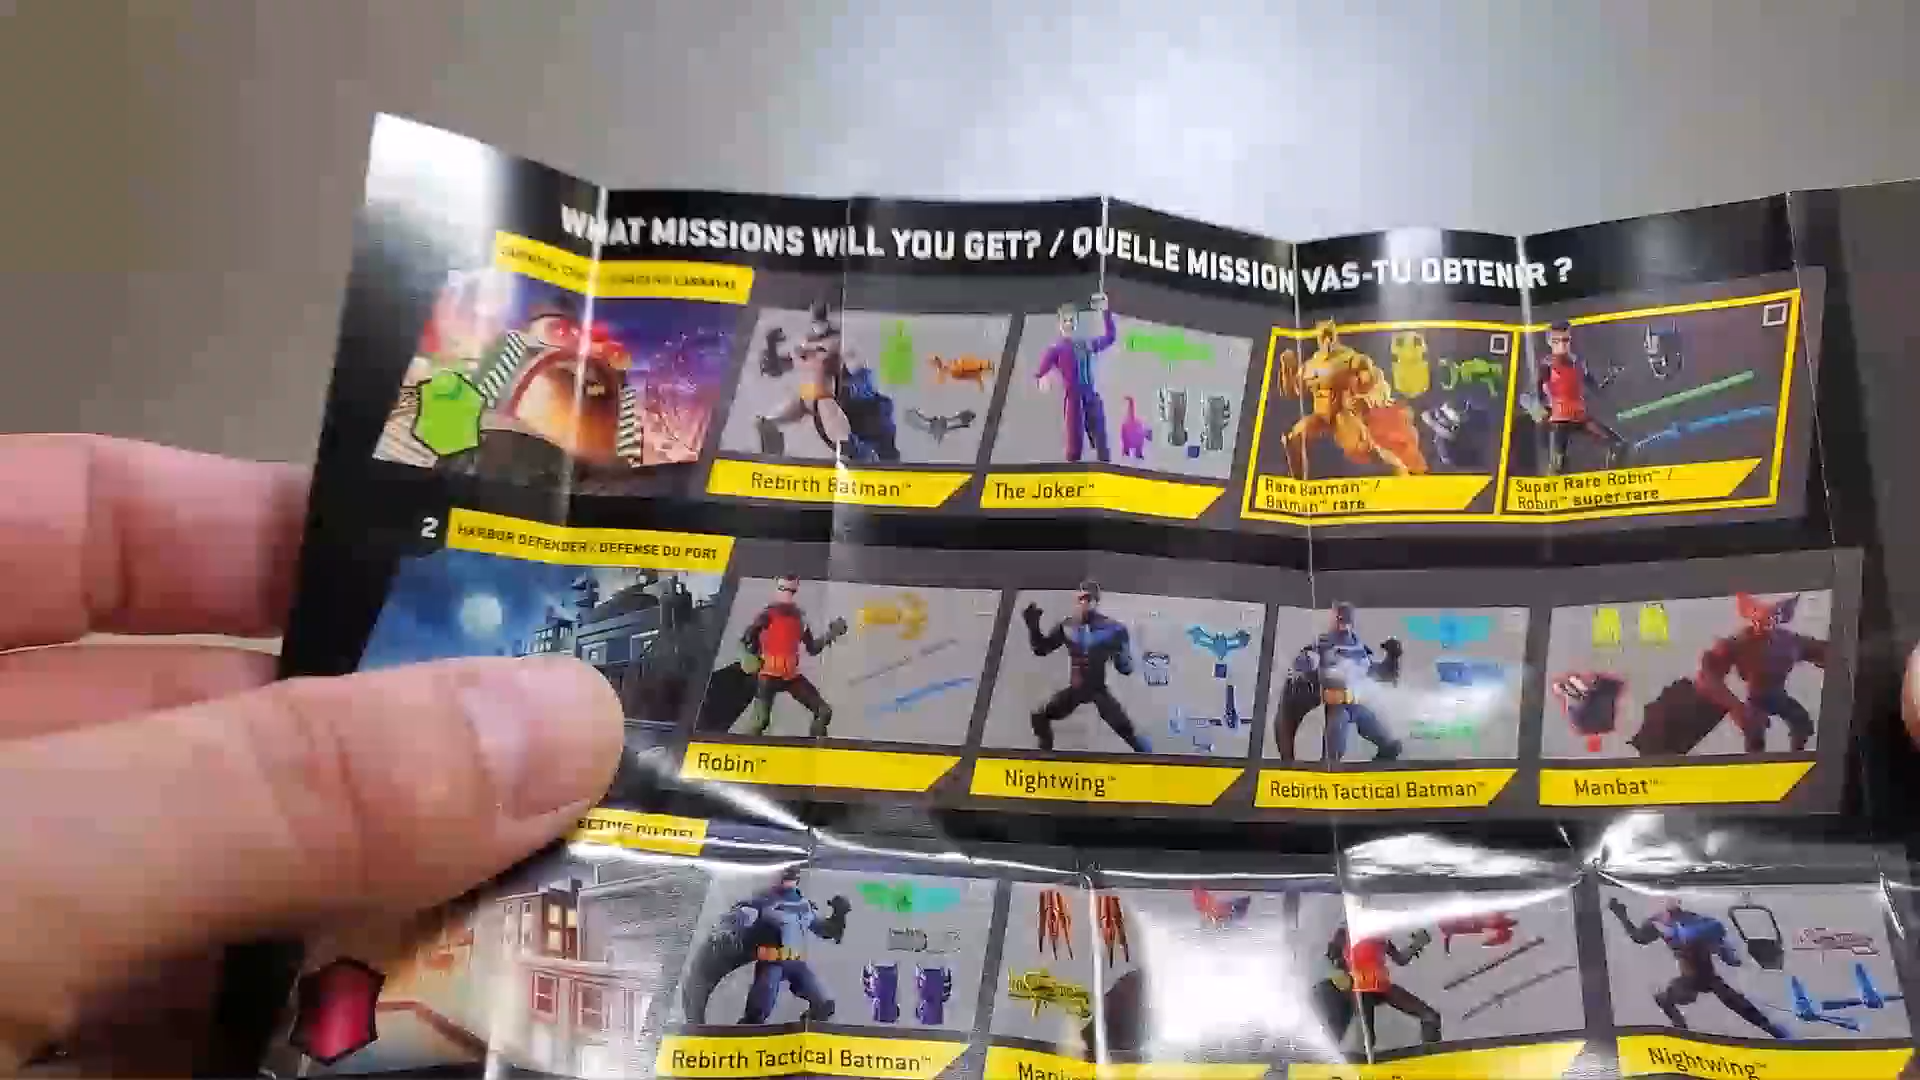 WHAT MISSIONS WILL YOU GET? / QUELLE MISSION VAS-TU OBTENIR ?
Rebirth Batman™
The Joker™
Rare Batman™ /
Batman™ rare
Super Rare Robin™ /
Robin™ super rare
2
HARBOR DEFENDER / DEFENSE DU PORT
Robin™
Nightwing™
Rebirth Tactical Batman™
Manbat™
Rebirth Tactical Batman™
Nightwing™